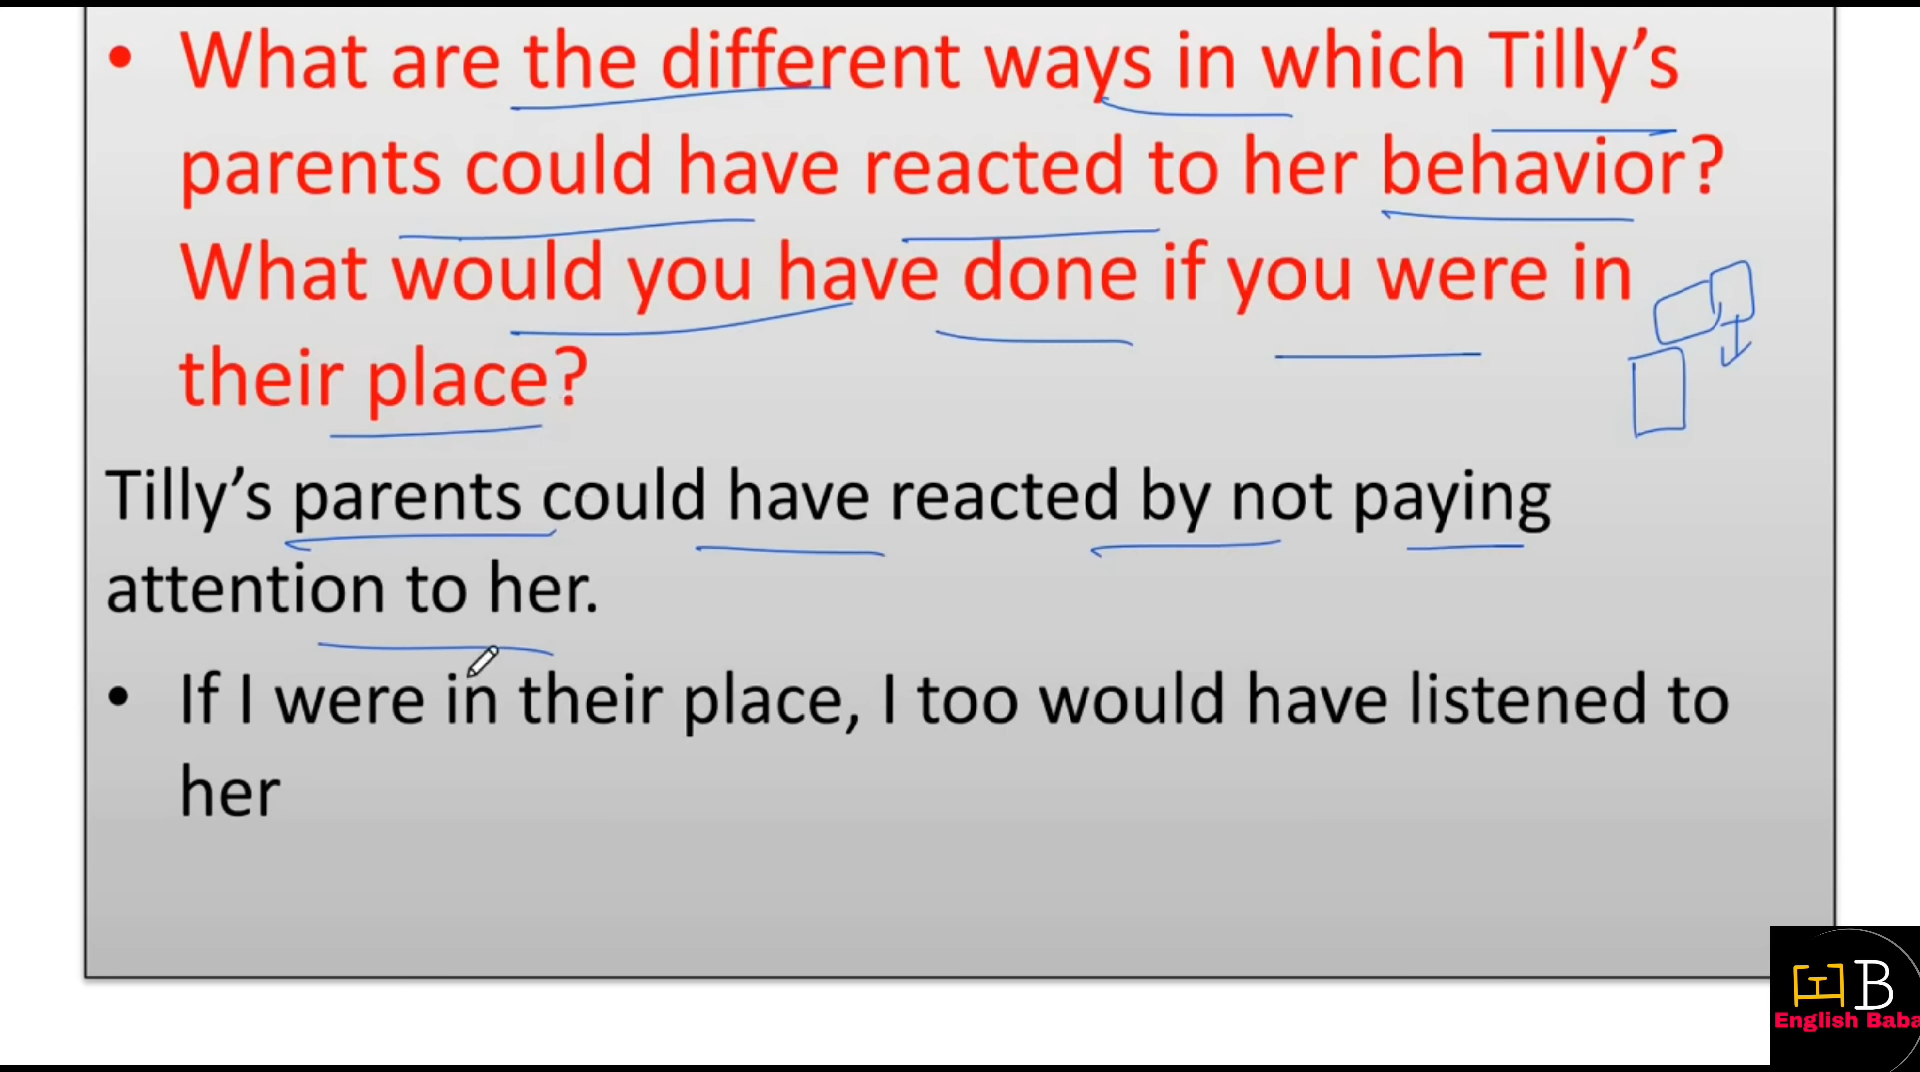 • What are the different ways in which Tilly’s
parents could have reacted to her behavior?
What would you have done if you were in
their place?
Tilly’s parents could have reacted by not paying
attention to her.
• If I were in their place, I too would have listened to
her
EB
English Baba